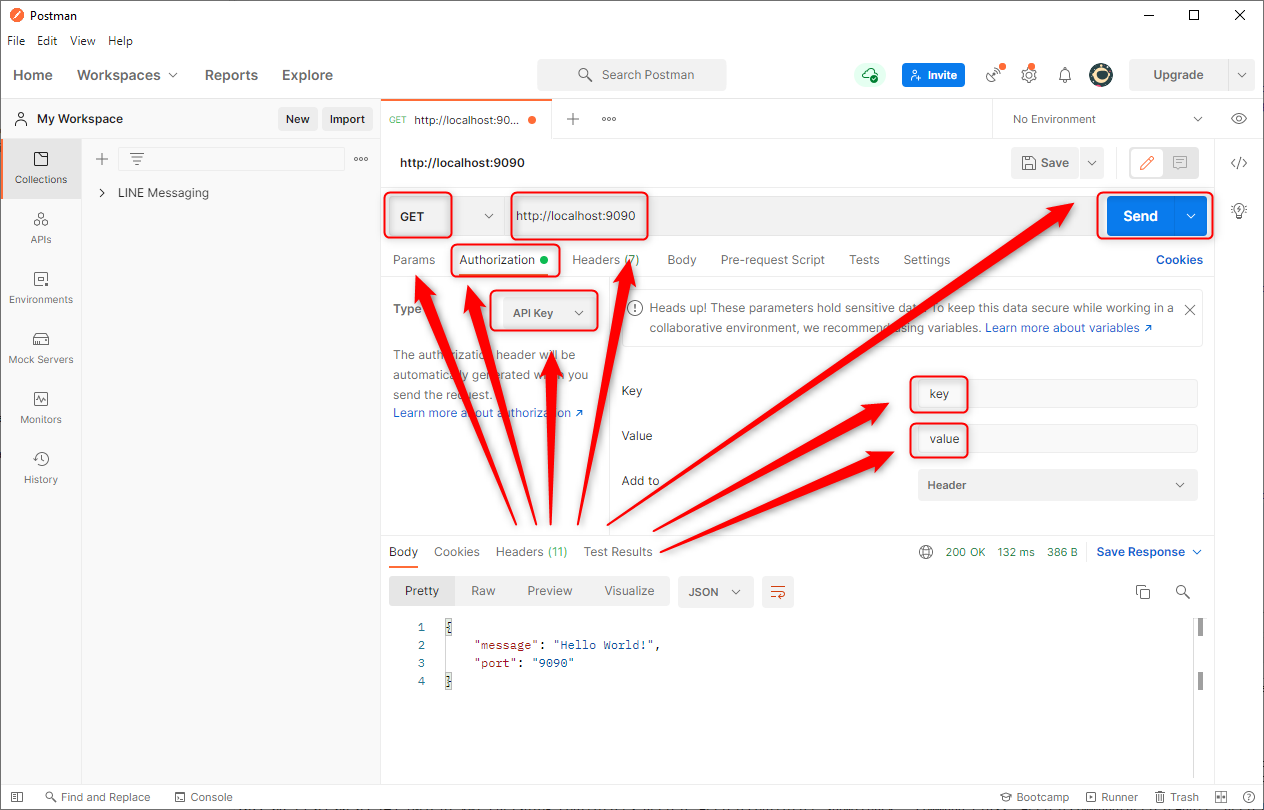 Postman
File Edit View Help
Home Workspaces Reports Explore Search Postman Invite Upgrade
My Workspace New Import
GET http://localhost:90... No Environment
Collections
APIs
Environments
Mock Servers
Monitors
History
LINE Messaging
http://localhost:9090 Save
GET http://localhost:9090 Send
Params Authorization Headers (7) Body Pre-request Script Tests Settings Cookies
Type API Key
The authorization header will be
automatically generated when you
send the request.
Learn more about authorization ↗
Heads up! These parameters hold sensitive data. To keep this data secure while working in a
collaborative environment, we recommend using variables. Learn more about variables ↗
Key key
Value value
Add to Header
Body Cookies Headers (11) Test Results 200 OK 132 ms 386 B Save Response
Pretty Raw Preview Visualize JSON
1 {
2 "message": "Hello World!",
3 "port": "9090"
4 }
Find and Replace Console Bootcamp Runner Trash